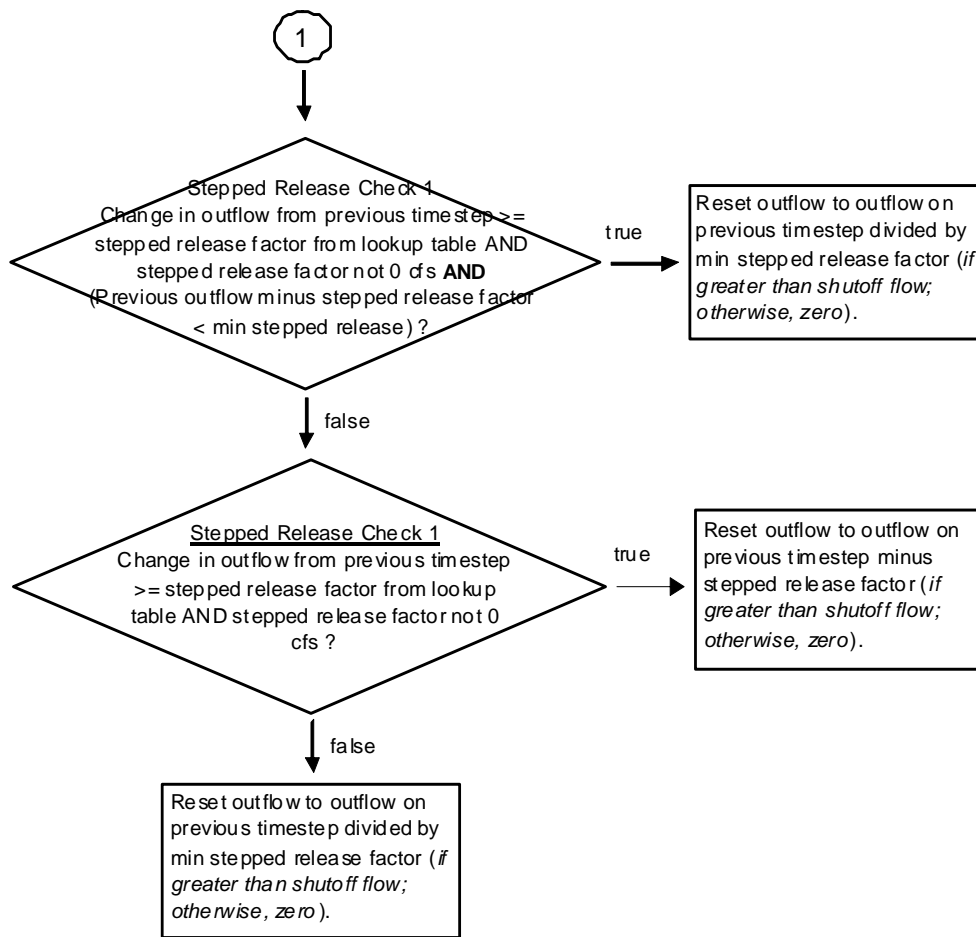 1
Stepped Release Check 1
Change in outflow from previous timestep >=
stepped release factor from lookup table AND
stepped release factor not 0 cfs AND
(Previous outflow minus stepped release factor
< min stepped release) ?
true
Reset outflow to outflow on
previous timestep divided by
min stepped release factor (if
greater than shutoff flow;
otherwise, zero).
false
Stepped Release Check 1
Change in outflow from previous timestep
>= stepped release factor from lookup
table AND stepped release factor not 0
cfs ?
true
Reset outflow to outflow on
previous timestep minus
stepped release factor (if
greater than shutoff flow;
otherwise, zero).
false
Reset outflow to outflow on
previous timestep divided by
min stepped release factor (if
greater than shutoff flow;
otherwise, zero).